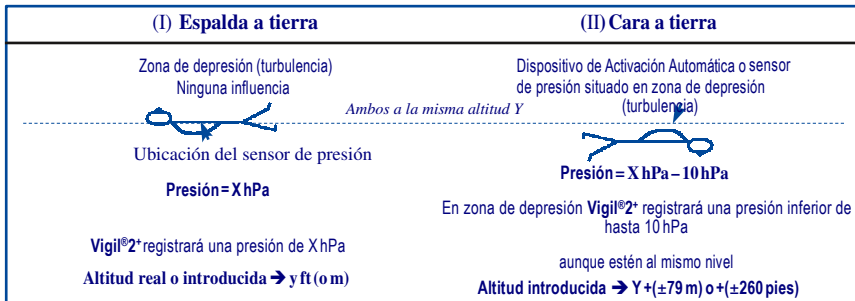 (I) Espalda a tierra
Zona de depresión (turbulencia)
Ninguna influencia
Ubicación del sensor de presión
Presión = X hPa
Vigil®2+ registrará una presión de X hPa
Altitud real o introducida ➔ y ft (o m)
Ambos a la misma altitud Y
(II) Cara a tierra
Dispositivo de Activación Automática o sensor
de presión situado en zona de depresión
(turbulencia)
Presión = X hPa – 10 hPa
En zona de depresión Vigil®2+ registrará una presión inferior de
hasta 10 hPa
aunque estén al mismo nivel
Altitud introducida ➔ Y +(±79 m) o +(±260 pies)